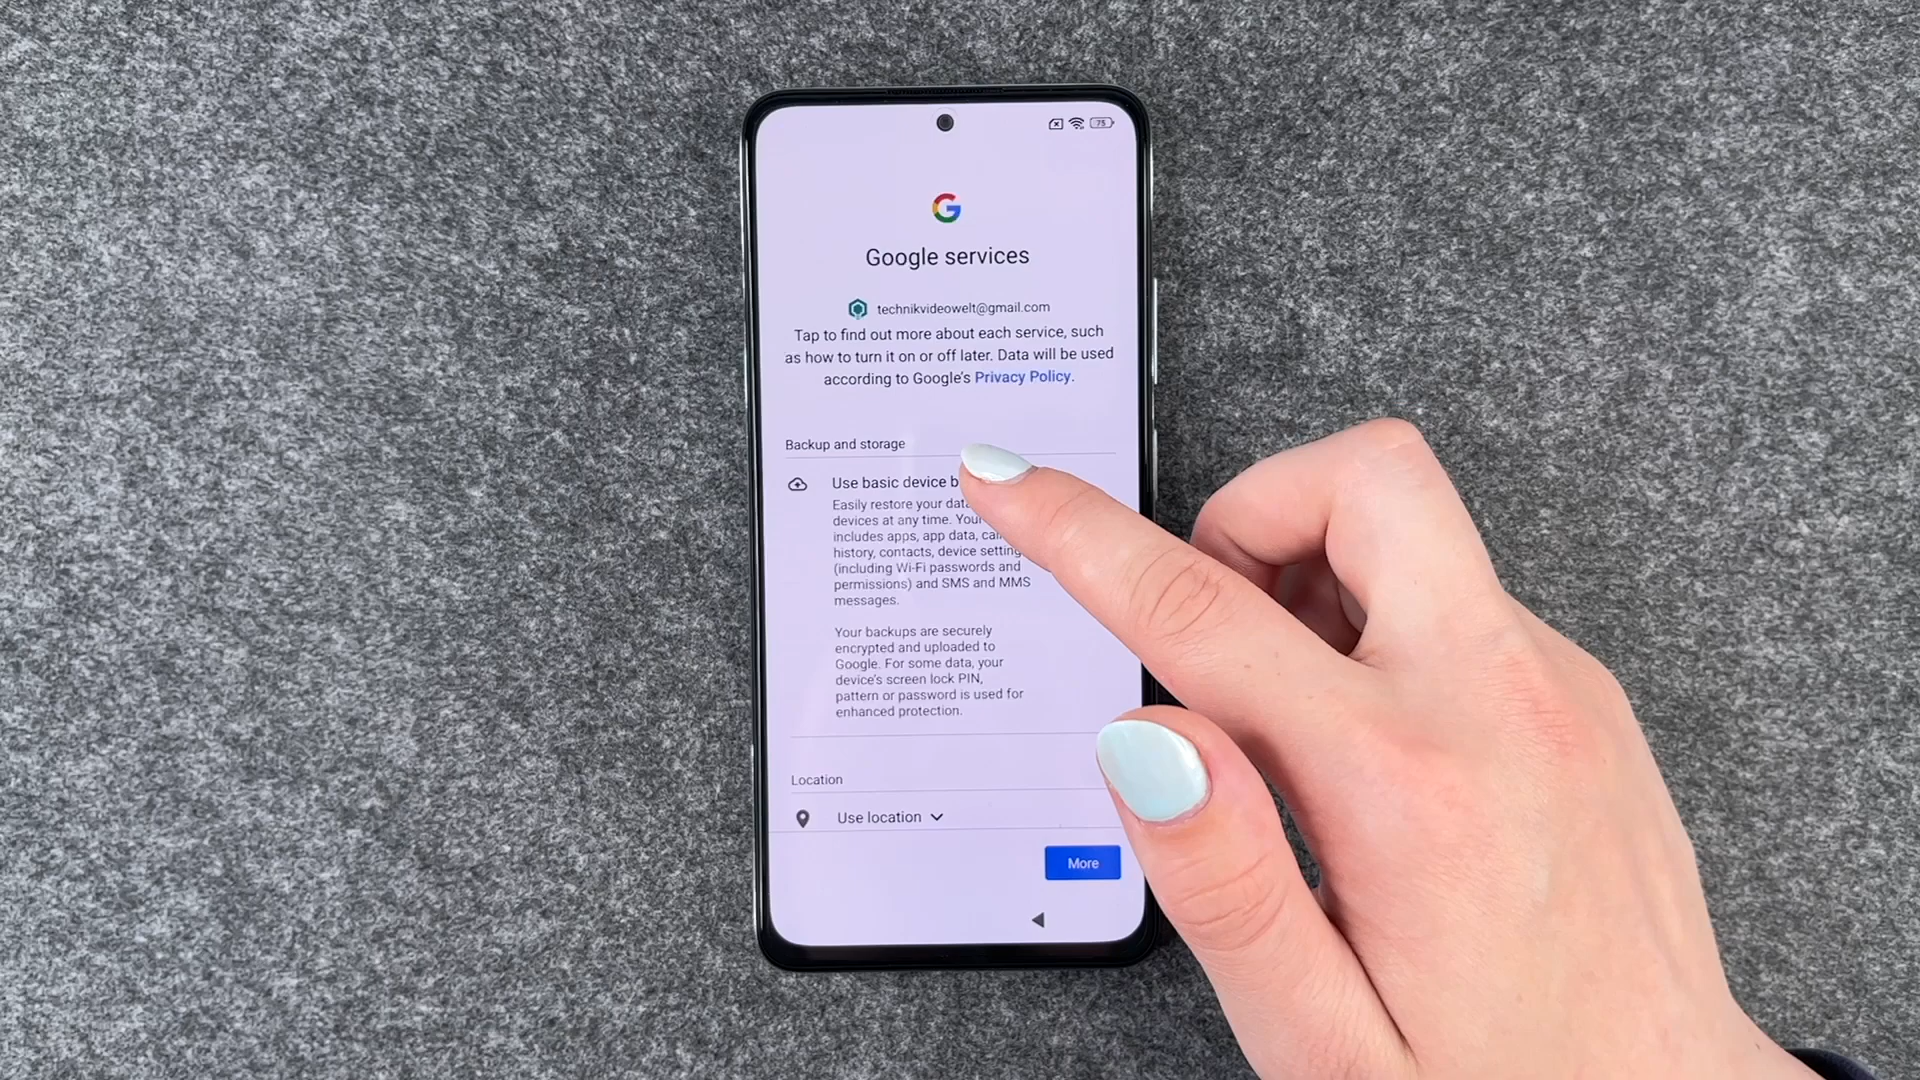 75
G
Google services
technikvideowelt@gmail.com
Tap to find out more about each service, such
as how to turn it on or off later. Data will be used
according to Google's Privacy Policy.
Backup and storage
Use basic device b
Easily restore your data
devices at any time. Your
includes apps, app data, call
history, contacts, device setting
(including Wi-Fi passwords and
permissions) and SMS and MMS
messages.
Your backups are securely
encrypted and uploaded to
Google. For some data, your
device's screen lock PIN,
pattern or password is used for
enhanced protection.
Location
Use location
More